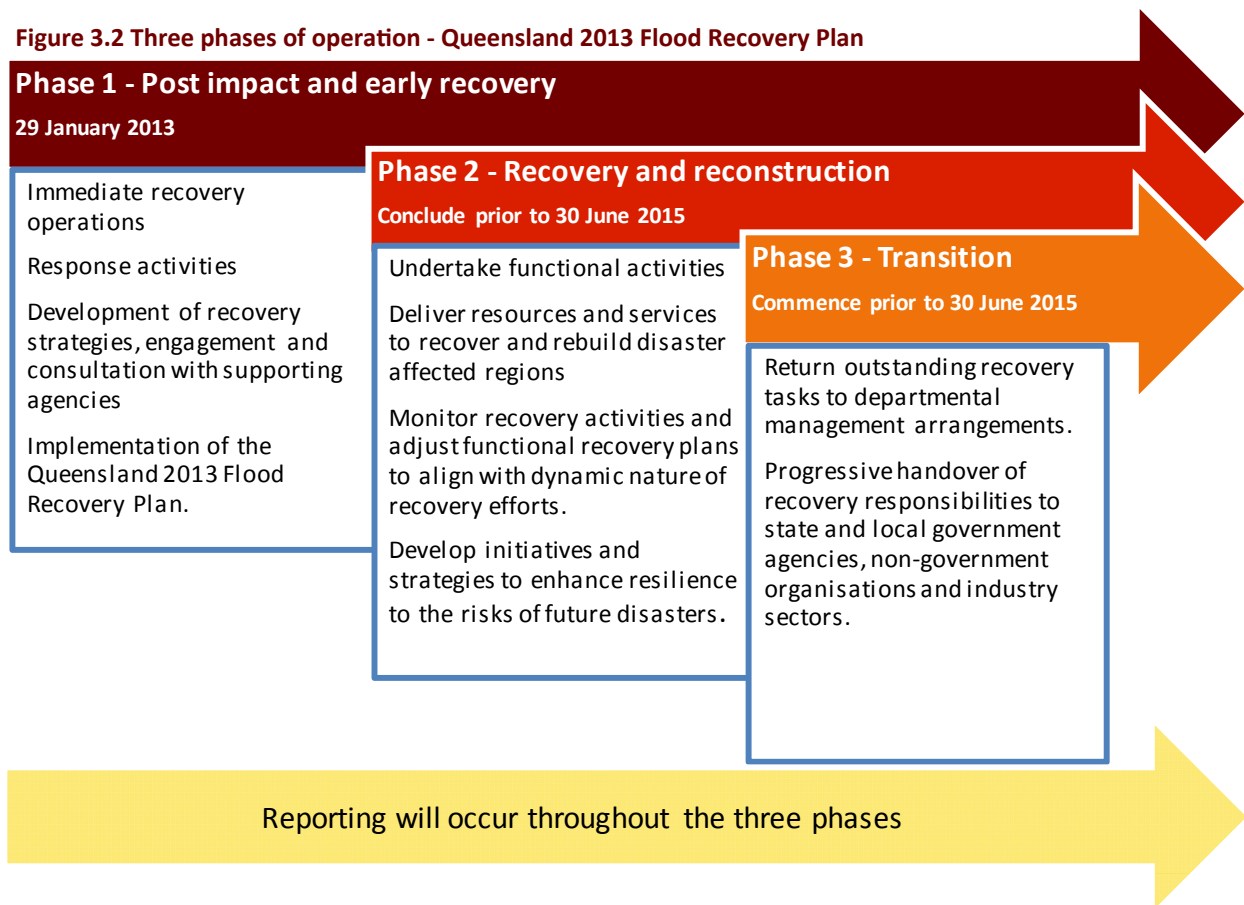 Figure 3.2 Three phases of operation - Queensland 2013 Flood Recovery Plan
Phase 1 - Post impact and early recovery
29 January 2013
Immediate recovery
operations
Response activities
Development of recovery
strategies, engagement and
consultation with supporting
agencies
Implementation of the
Queensland 2013 Flood
Recovery Plan.
Phase 2 - Recovery and reconstruction
Conclude prior to 30 June 2015
Undertake functional activities
Deliver resources and services
to recover and rebuild disaster
affected regions
Monitor recovery activities and
adjust functional recovery plans
to align with dynamic nature of
recovery efforts.
Develop initiatives and
strategies to enhance resilience
to the risks of future disasters.
Phase 3 - Transition
Commence prior to 30 June 2015
Return outstanding recovery
tasks to departmental
management arrangements.
Progressive handover of
recovery responsibilities to
state and local government
agencies, non-government
organisations and industry
sectors.
Reporting will occur throughout the three phases